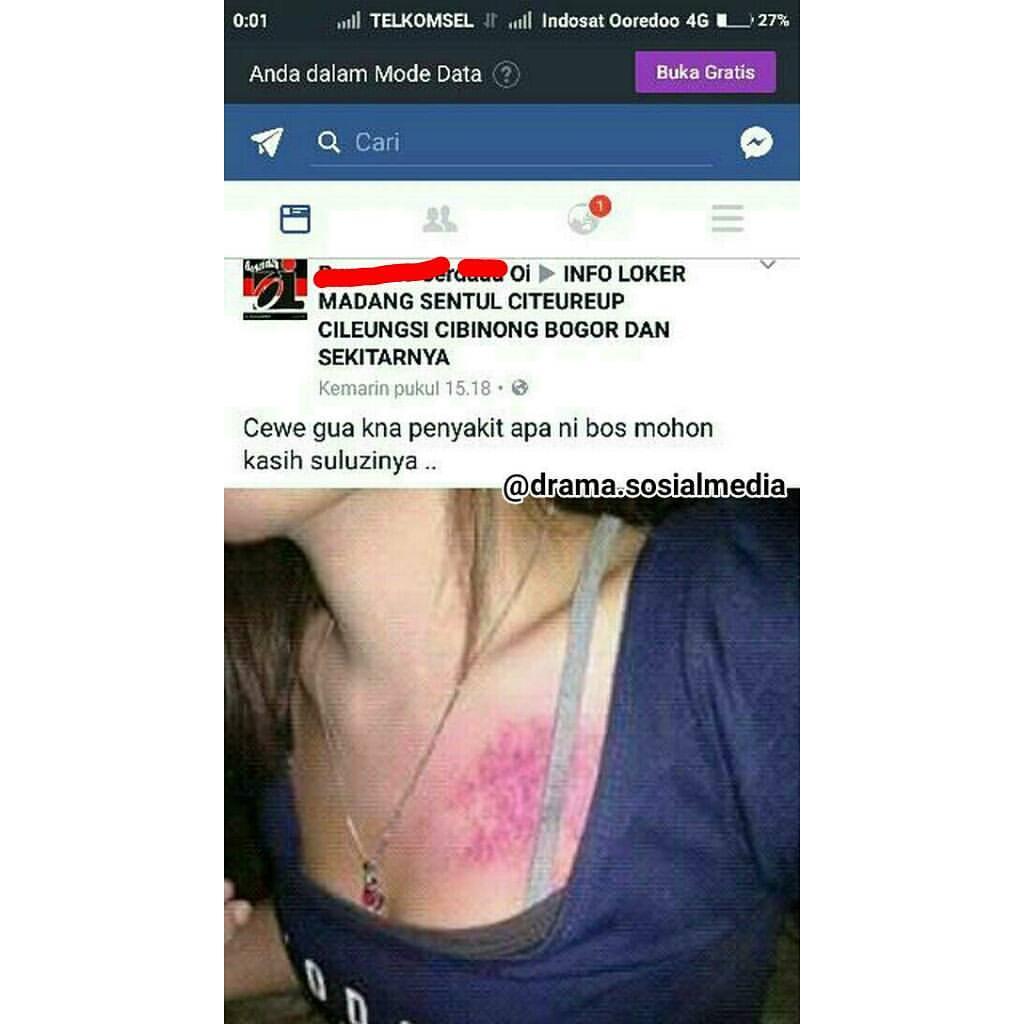 0:01 TELKOMSEL Indosat Ooredoo 4G 27%
Anda dalam Mode Data ? Buka Gratis
Cari
1
Oi ▶ INFO LOKER
MADANG SENTUL CITEUREUP
CILEUNGSI CIBINONG BOGOR DAN
SEKITARNYA
Kemarin pukul 15.18 •
Cewe gua kna penyakit apa ni bos mohon
kasih suluzinya ..
@drama.sosialmedia